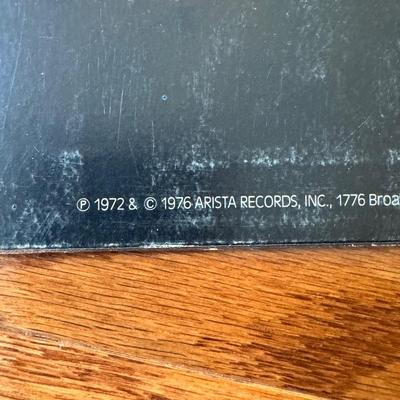 ℗ 1972 & © 1976 ARISTA RECORDS, INC., 1776 Broa